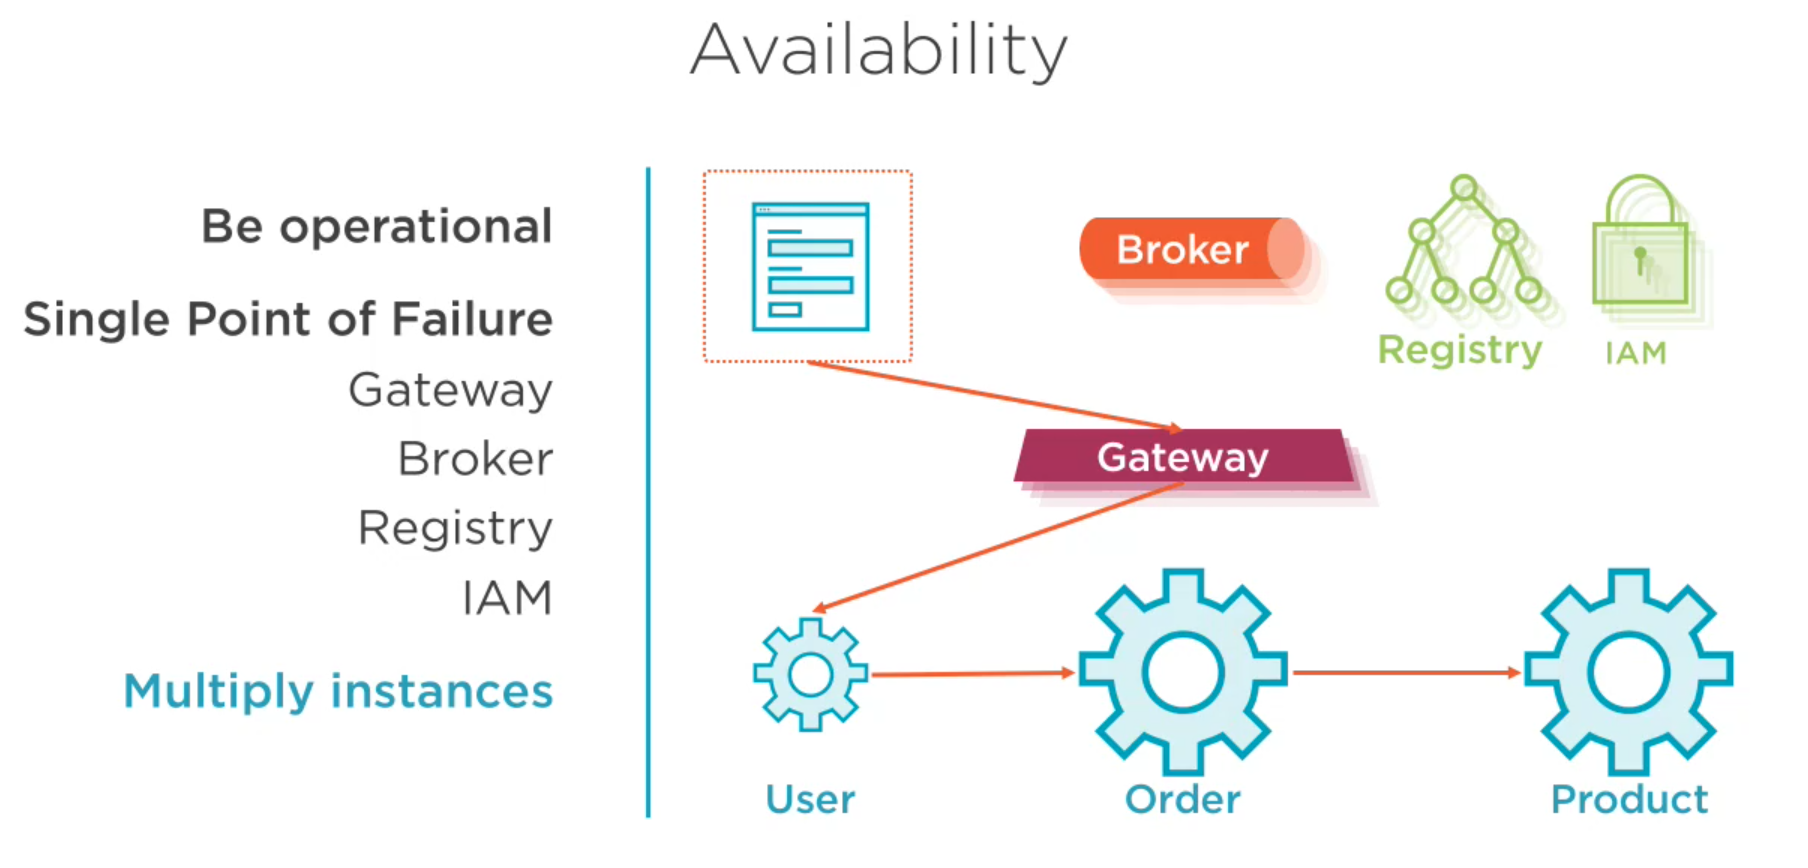 Availability
Be operational
Single Point of Failure
Gateway
Broker
Registry
IAM
Multiply instances
Broker
Registry
IAM
Gateway
User
Order
Product